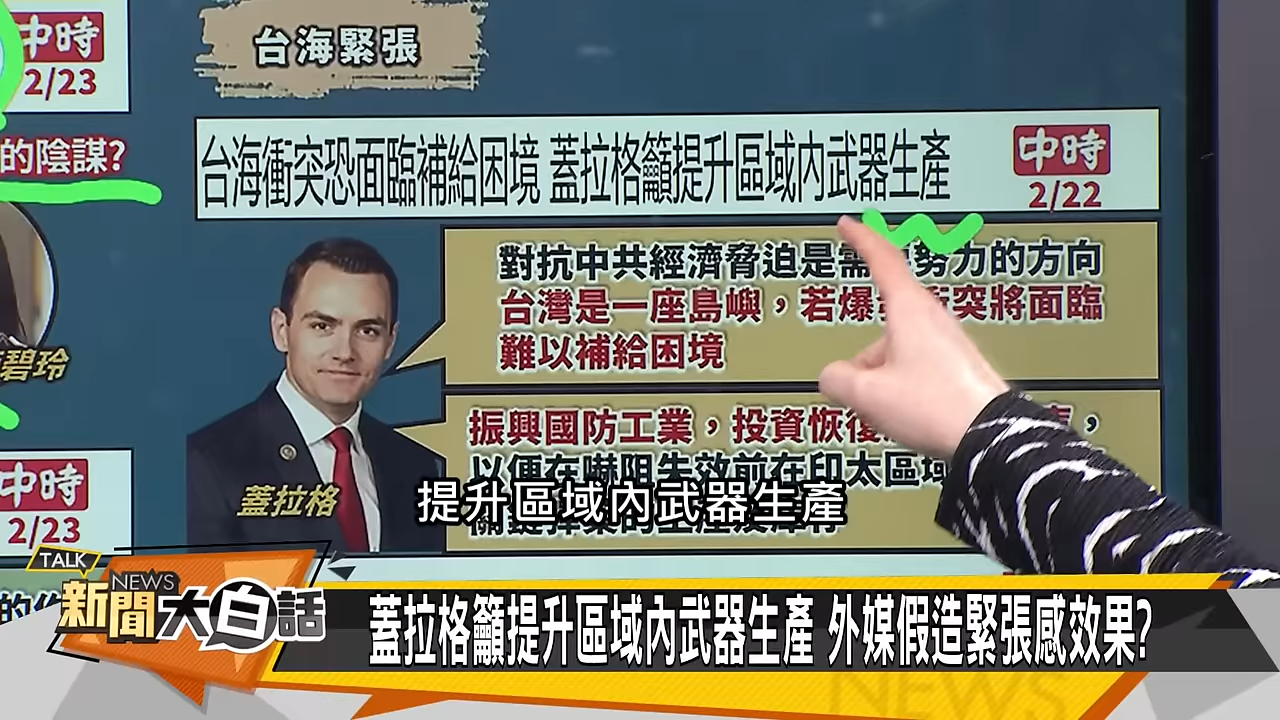 中時
2/23
的陰謀?
碧玲
中時
2/23
台海緊張
台海衝突恐面臨補給困境 蓋拉格籲提升區域內武器生產
中時
2/22
對抗中共經濟脅迫是需 努力的方向
台灣是一座島嶼，若爆 衝突將面臨
難以補給困境
振興國防工業，投資恢復
以便在嚇阻失效前在印太區域
蓋拉格
提升區域內武器生產
TALK
NEWS
新聞大白話
蓋拉格籲提升區域內武器生產 外媒假造緊張感效果?
NEWS